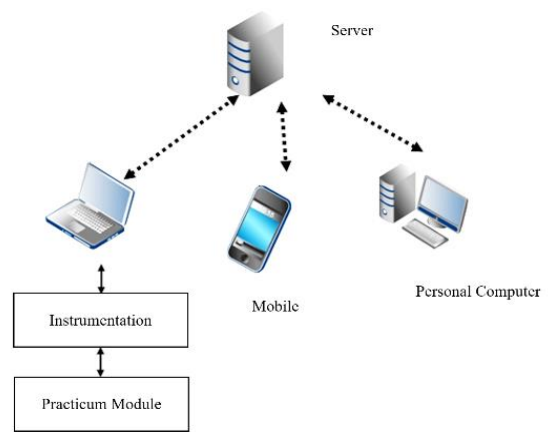 Server
Mobile
Personal Computer
Instrumentation
Practicum Module